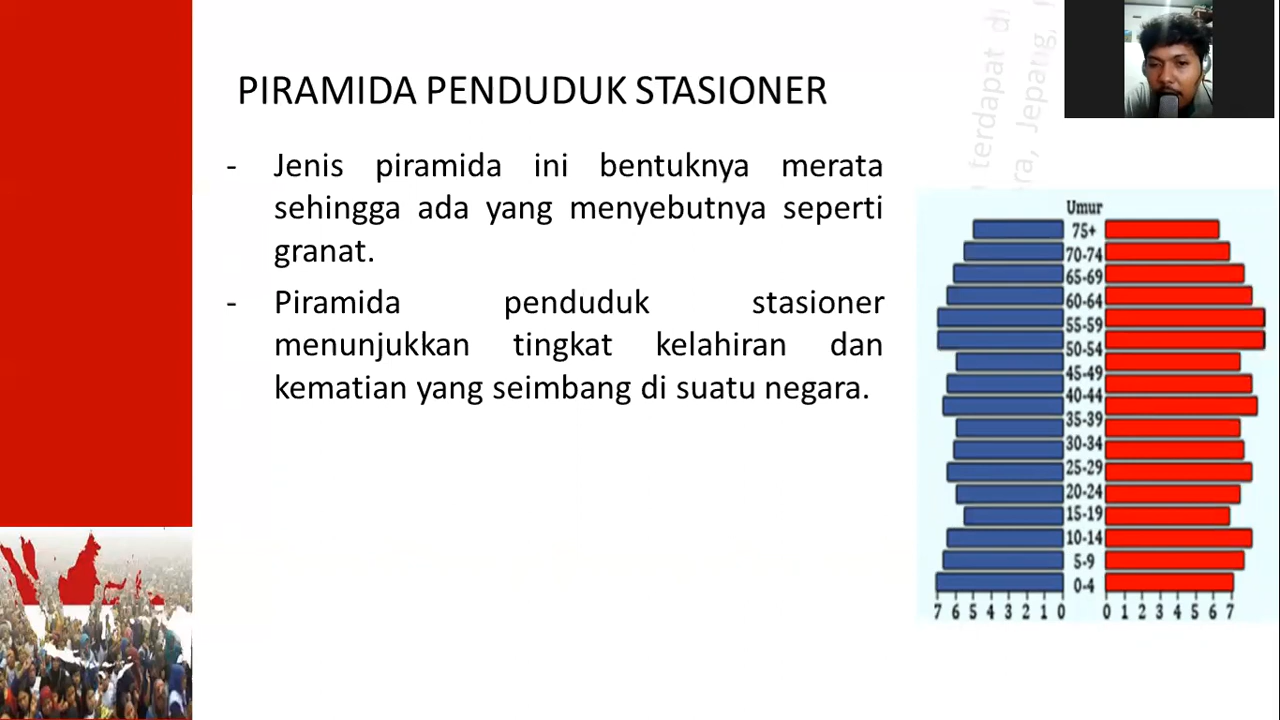 PIRAMIDA PENDUDUK STASIONER
- Jenis piramida ini bentuknya merata
sehingga ada yang menyebutnya seperti
granat.
- Piramida penduduk stasioner
menunjukkan tingkat kelahiran dan
kematian yang seimbang di suatu negara.
terdapat di
Jepang,
Umur
75+
70-74
65-69
60-64
55-59
50-54
45-49
40-44
35-39
30-34
25-29
20-24
15-19
10-14
5-9
0-4
7 6 5 4 3 2 1 0 0 1 2 3 4 5 6 7